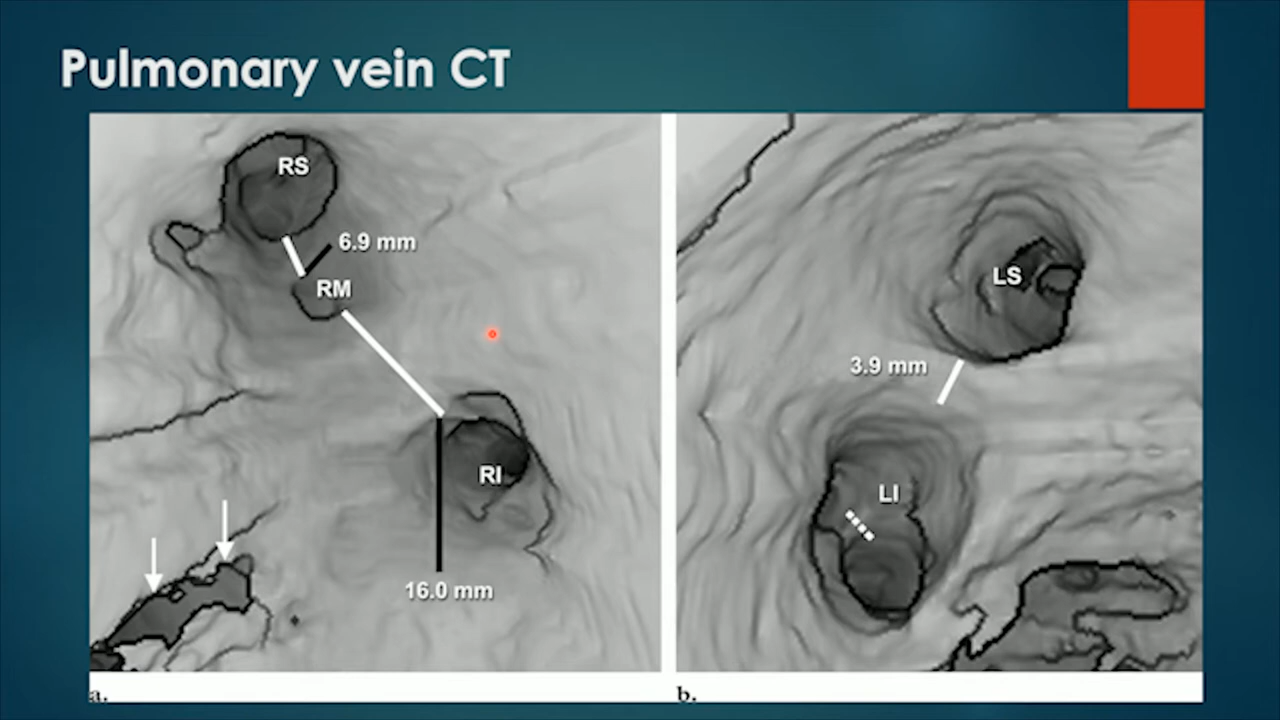 Pulmonary vein CT
RS
6.9 mm
RM
RI
16.0 mm
a.
LS
3.9 mm
LI
b.